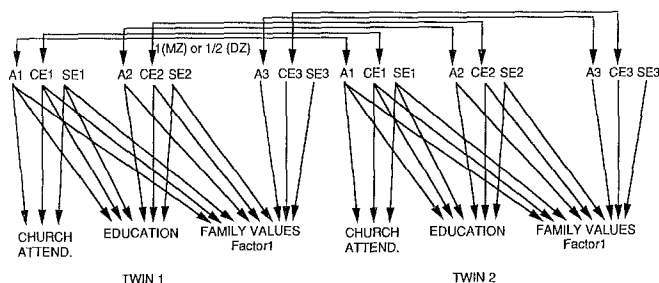 1(MZ) or 1/2 {DZ}
A1 CE1 SE1 A2 CE2 SE2 A3 CE3 SE3 A1 CE1 SE1 A2 CE2 SE2 A3 CE3 SE3
CHURCH ATTEND. EDUCATION FAMILY VALUES Factor1 CHURCH ATTEND. EDUCATION FAMILY VALUES Factor1
TWIN 1 TWIN 2